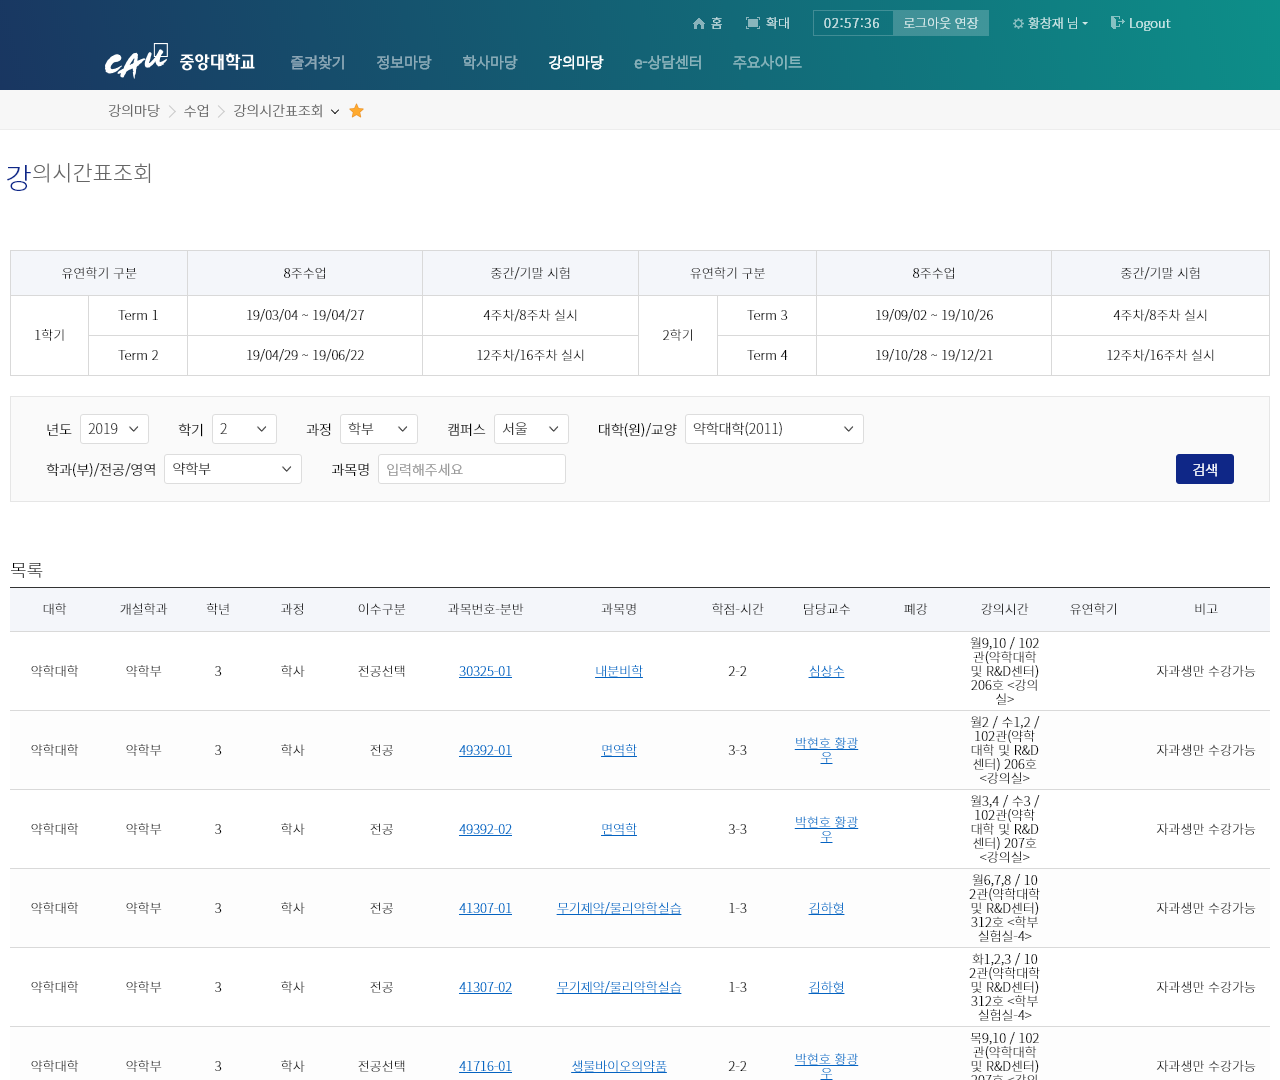 홈 확대 02:57:36 로그아웃 연장 황창재 님 Logout
CAU 중앙대학교 즐겨찾기 정보마당 학사마당 강의마당 e-상담센터 주요사이트
강의마당 수업 강의시간표조회
강의시간표조회
유연학기 구분 8주수업 중간/기말 시험 유연학기 구분 8주수업 중간/기말 시험
1학기 Term 1 19/03/04 ~ 19/04/27 4주차/8주차 실시 2학기 Term 3 19/09/02 ~ 19/10/26 4주차/8주차 실시
Term 2 19/04/29 ~ 19/06/22 12주차/16주차 실시 Term 4 19/10/28 ~ 19/12/21 12주차/16주차 실시
년도 2019 학기 2 과정 학부 캠퍼스 서울 대학(원)/교양 약학대학(2011)
학과(부)/전공/영역 약학부 과목명 입력해주세요 검색
목록
대학 개설학과 학년 과정 이수구분 과목번호-분반 과목명 학점-시간 담당교수 폐강 강의시간 유연학기 비고
약학대학 약학부 3 학사 전공선택 30325-01 내분비학 2-2 심상수 월9,10 / 102
관(약학대학
및 R&D센터)
206호 <강의
실> 자과생만 수강가능
약학대학 약학부 3 학사 전공 49392-01 면역학 3-3 박현호 황광
우 월2 / 수1,2 /
102관(약학
대학 및 R&D
센터) 206호
<강의실> 자과생만 수강가능
약학대학 약학부 3 학사 전공 49392-02 면역학 3-3 박현호 황광
우 월3,4 / 수3 /
102관(약학
대학 및 R&D
센터) 207호
<강의실> 자과생만 수강가능
약학대학 약학부 3 학사 전공 41307-01 무기제약/물리약학실습 1-3 김하형 월6,7,8 / 10
2관(약학대학
및 R&D센터)
312호 <학부
실험실-4> 자과생만 수강가능
약학대학 약학부 3 학사 전공 41307-02 무기제약/물리약학실습 1-3 김하형 화1,2,3 / 10
2관(약학대학
및 R&D센터)
312호 <학부
실험실-4> 자과생만 수강가능
약학대학 약학부 3 학사 전공선택 41716-01 생물바이오의약품 2-2 박현호 황광
우 목9,10 / 102
관(약학대학
및 R&D센터)
207호 <강의 자과생만 수강가능